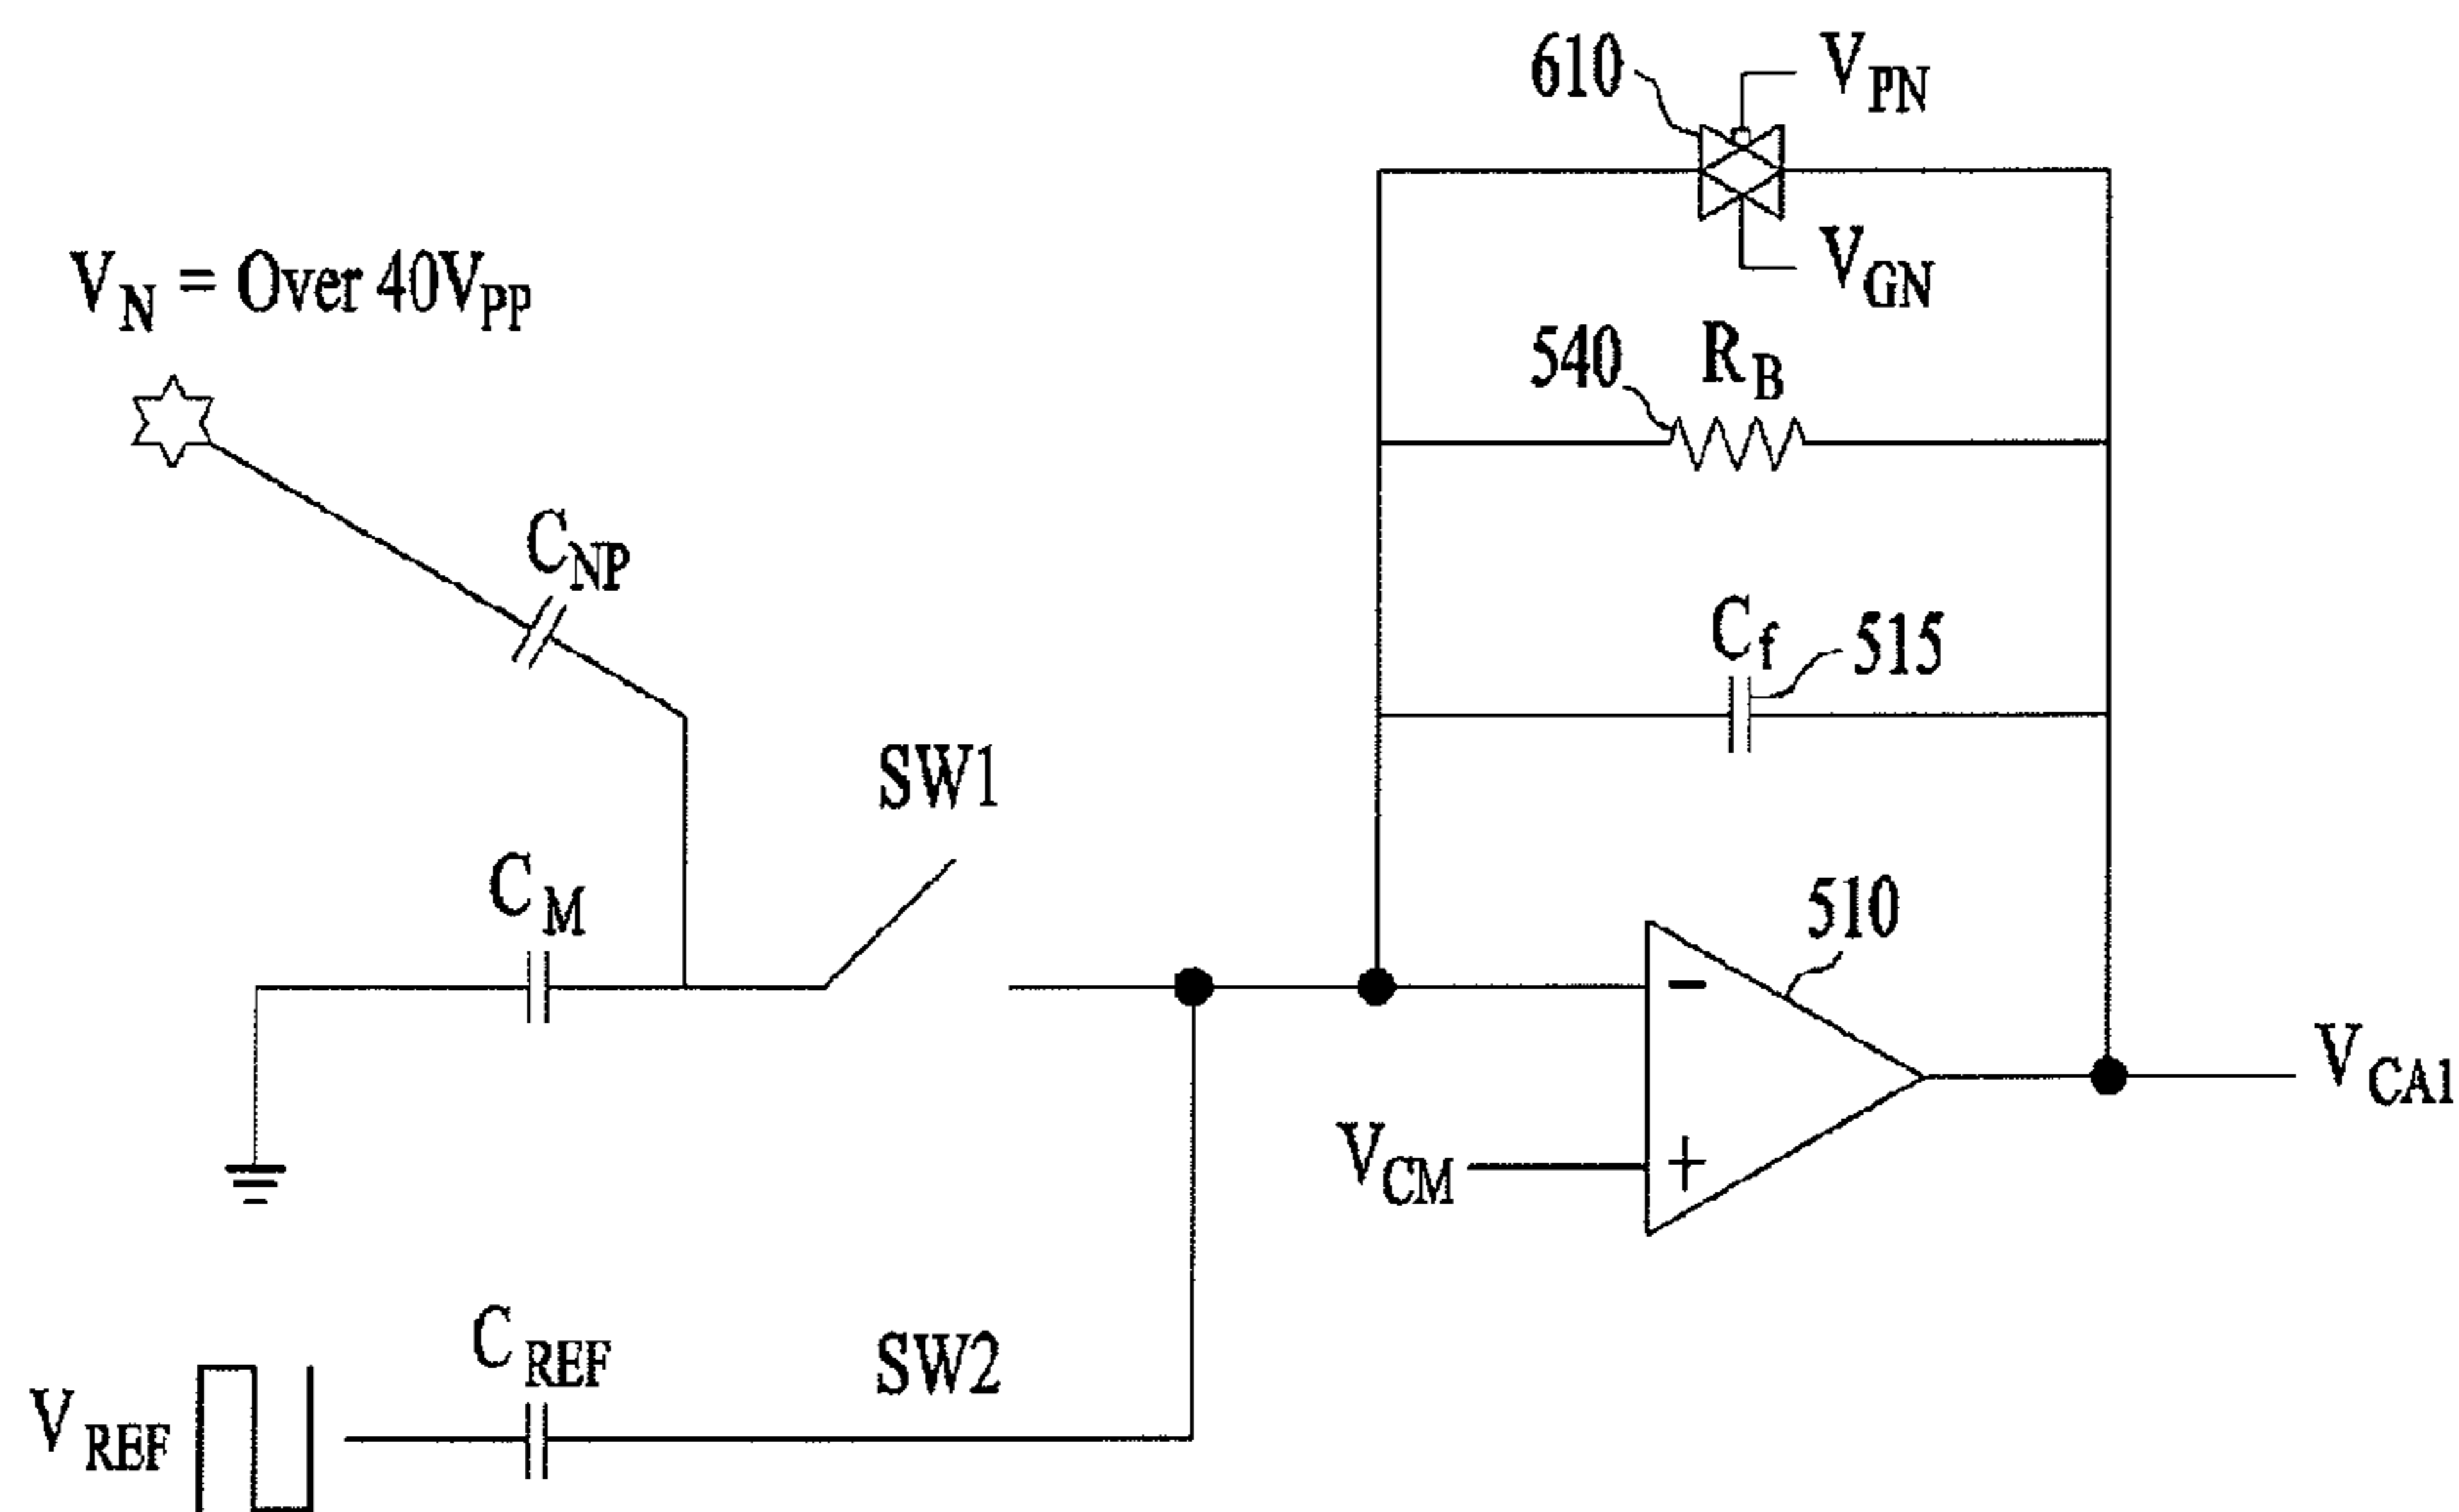 610
V_PN
V_GN
V_N = Over 40V_PP
540
R_B
C_NP
C_f
515
SW1
C_M
510
−
+
V_CM
V_CA1
C_REF
SW2
V_REF